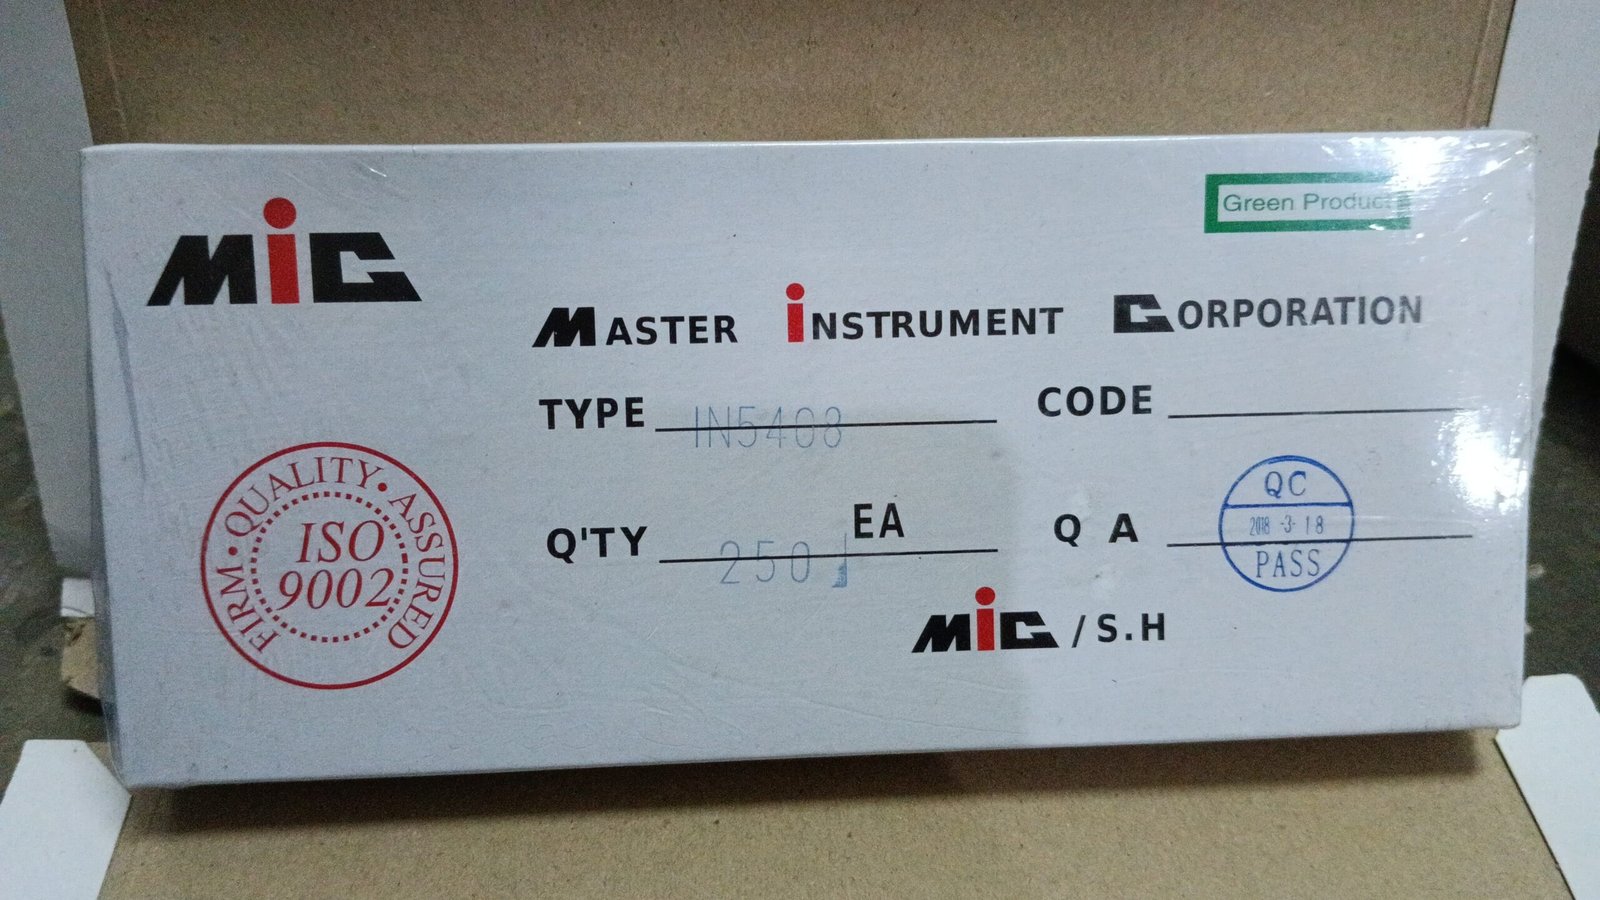 MiC
Green Product
MASTER iNSTRUMENT CORPORATION
TYPE IN5408
CODE
FIRM • QUALITY • ASSURED
ISO
9002
Q'TY 250 EA
Q A
QC
2018-3-18
PASS
MiC / S.H